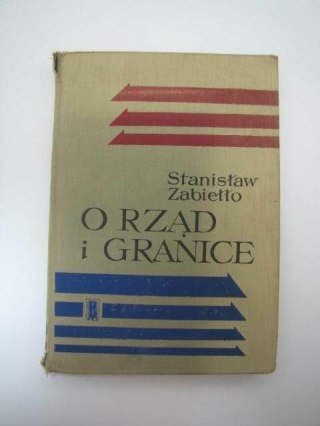 Stanisław
Zabiełło
O RZĄD
i GRANICE